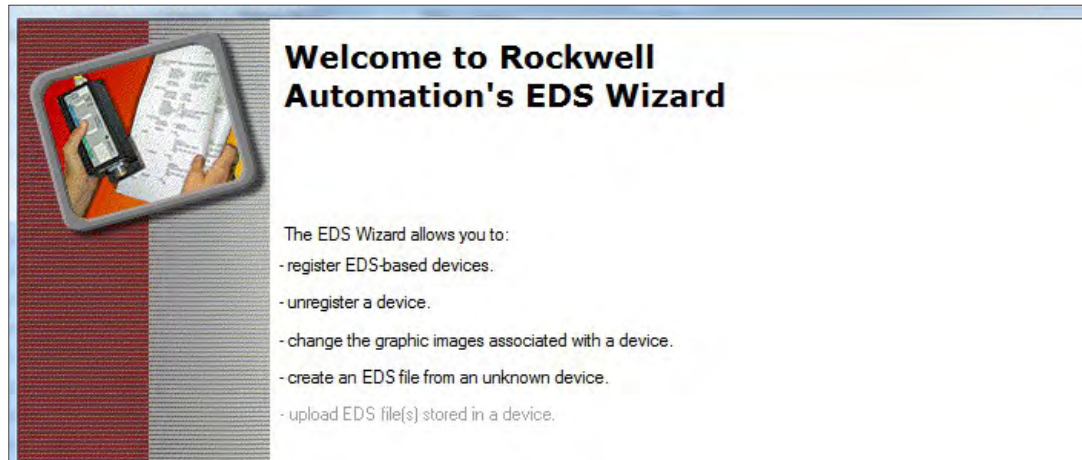 Welcome to Rockwell
Automation's EDS Wizard
The EDS Wizard allows you to:
- register EDS-based devices.
- unregister a device.
- change the graphic images associated with a device.
- create an EDS file from an unknown device.
- upload EDS file(s) stored in a device.